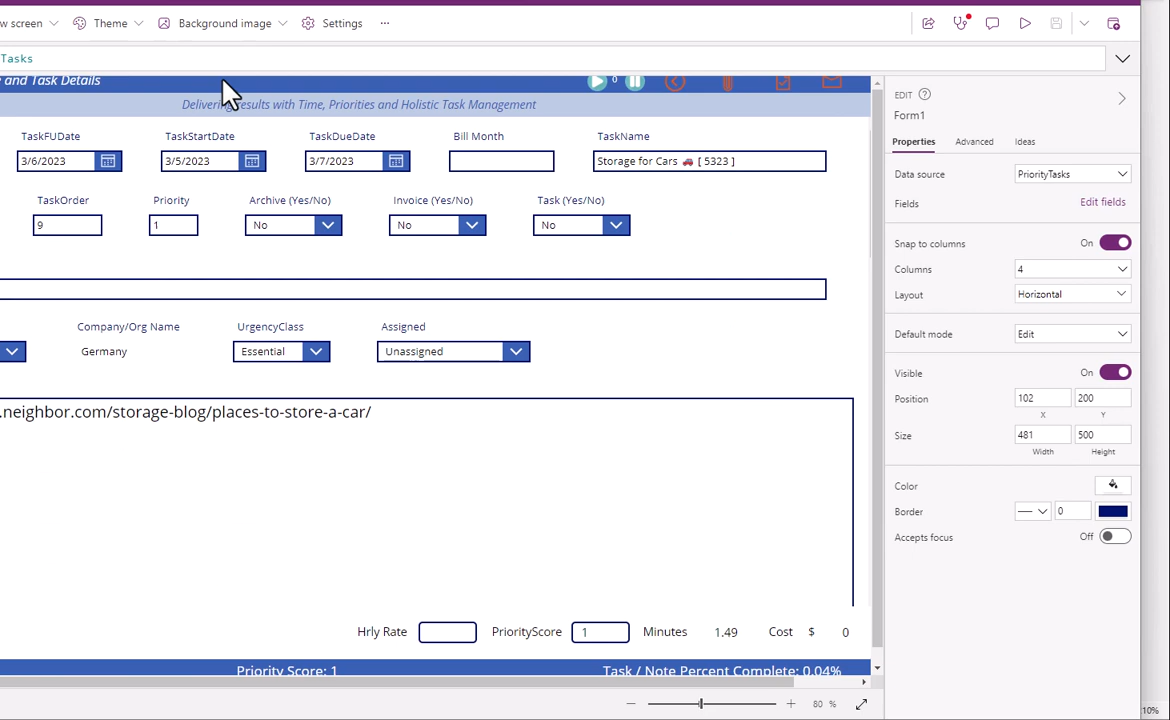 w screen Theme Background image Settings ...
Tasks
e and Task Details 0
Delivering results with Time, Priorities and Holistic Task Management
TaskFUDate TaskStartDate TaskDueDate Bill Month TaskName
3/6/2023 3/5/2023 3/7/2023 Storage for Cars 🚗 [ 5323 ]
TaskOrder Priority Archive (Yes/No) Invoice (Yes/No) Task (Yes/No)
9 1 No No No
Company/Org Name UrgencyClass Assigned
Germany Essential Unassigned
.neighbor.com/storage-blog/places-to-store-a-car/
Hrly Rate PriorityScore 1 Minutes 1.49 Cost $ 0
Priority Score: 1 Task / Note Percent Complete: 0.04%
80 %
EDIT
Form1
Properties Advanced Ideas
Data source PriorityTasks
Fields Edit fields
Snap to columns On
Columns 4
Layout Horizontal
Default mode Edit
Visible On
Position 102 200
X Y
Size 481 500
Width Height
Color
Border 0
Accepts focus Off
10%